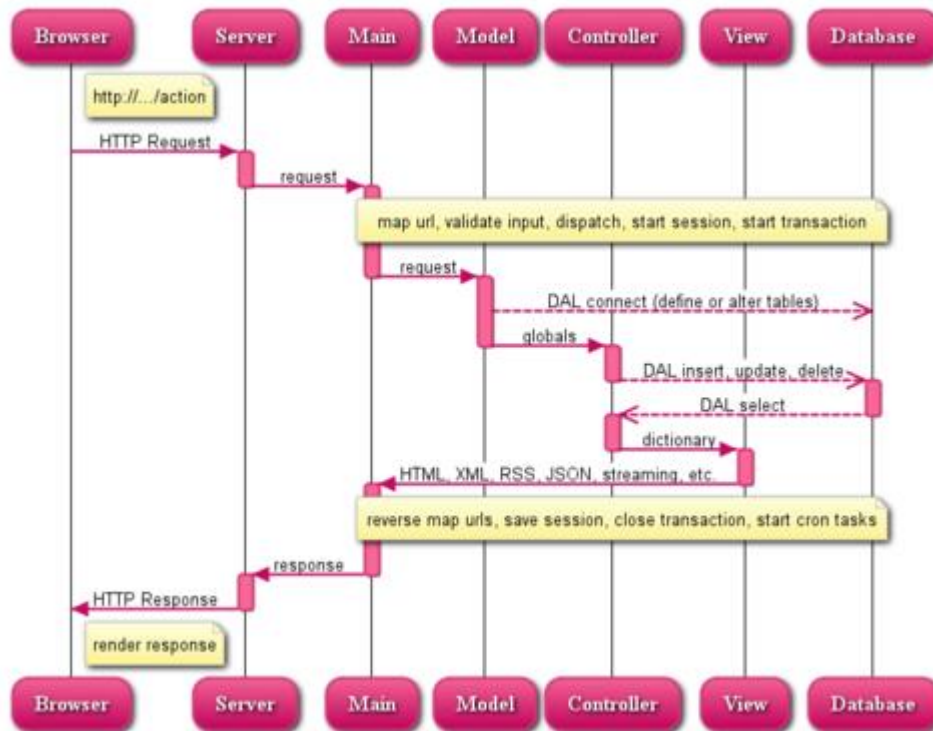 Browser Server Main Model Controller View Database
http://.../action
HTTP Request
request
map url, validate input, dispatch, start session, start transaction
request
DAL connect (define or alter tables)
globals
DAL insert, update, delete
DAL select
dictionary
HTML, XML, RSS, JSON, streaming, etc.
reverse map urls, save session, close transaction, start cron tasks
response
HTTP Response
render response
Browser Server Main Model Controller View Database